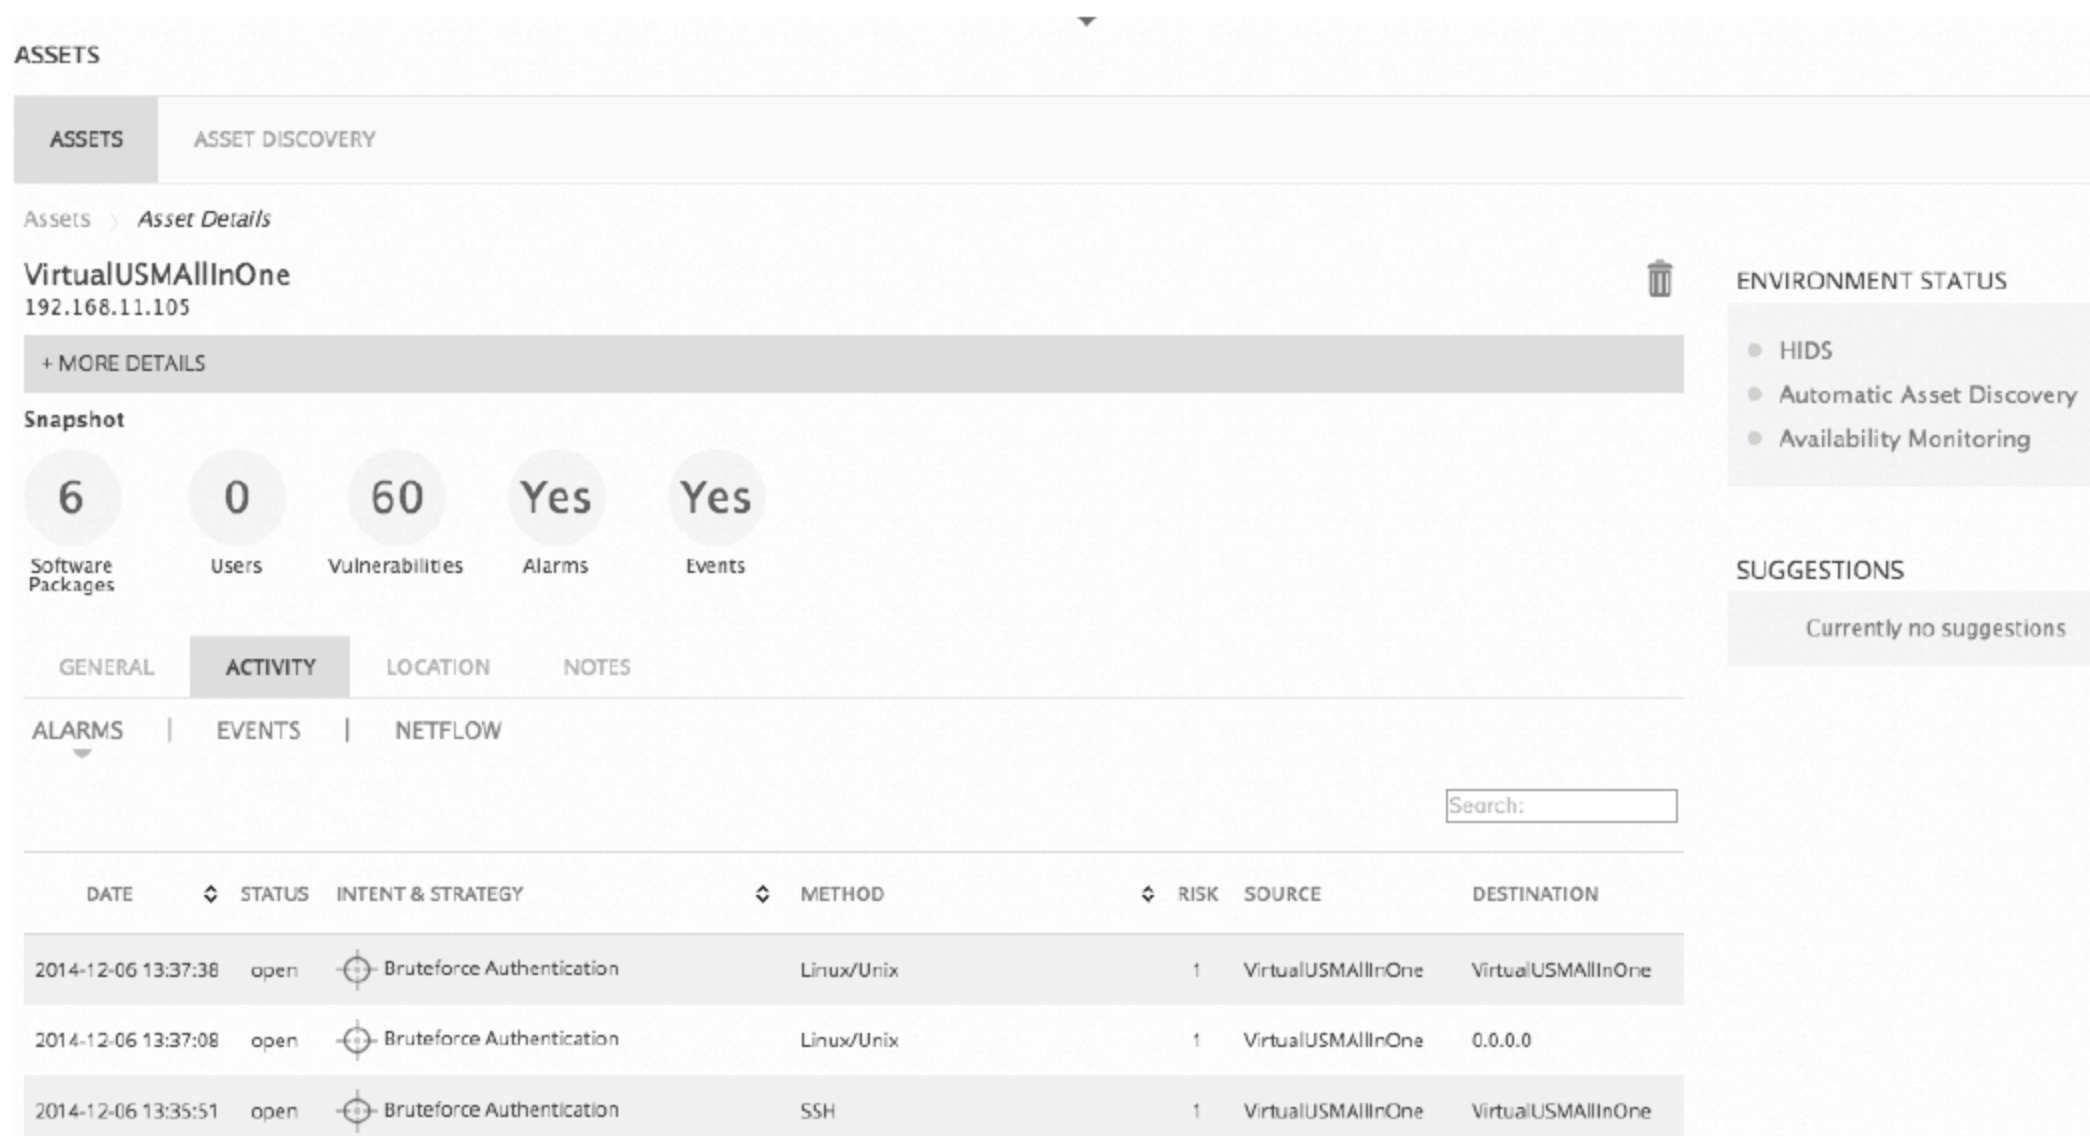 ASSETS
ASSETS ASSET DISCOVERY
Assets Asset Details
VirtualUSMAllInOne
192.168.11.105
+ MORE DETAILS
Snapshot
6 0 60 Yes Yes
Software Packages Users Vulnerabilities Alarms Events
GENERAL ACTIVITY LOCATION NOTES
ALARMS | EVENTS | NETFLOW
Search:
DATE STATUS INTENT & STRATEGY METHOD RISK SOURCE DESTINATION
2014-12-06 13:37:38 open Bruteforce Authentication Linux/Unix 1 VirtualUSMAllInOne VirtualUSMAllInOne
2014-12-06 13:37:08 open Bruteforce Authentication Linux/Unix 1 VirtualUSMAllInOne 0.0.0.0
2014-12-06 13:35:51 open Bruteforce Authentication SSH 1 VirtualUSMAllInOne VirtualUSMAllInOne
ENVIRONMENT STATUS
HIDS
Automatic Asset Discovery
Availability Monitoring
SUGGESTIONS
Currently no suggestions